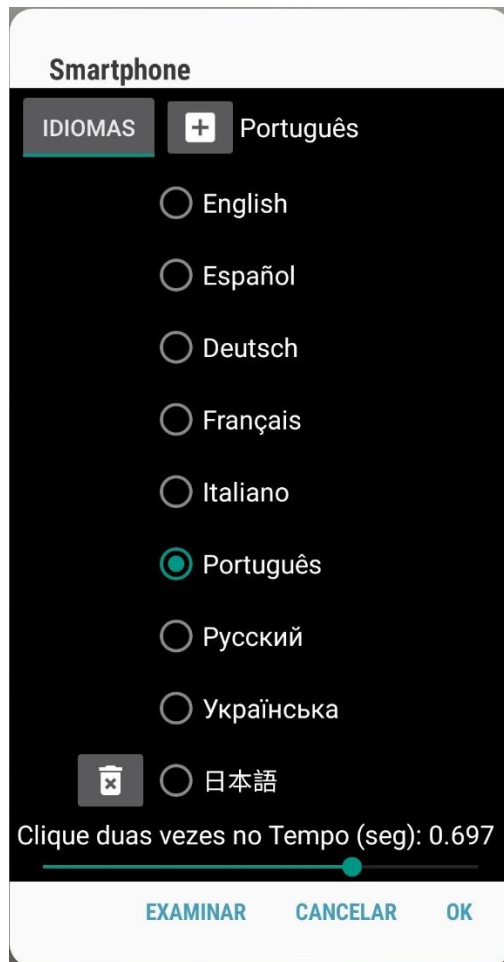 Smartphone
IDIOMAS Português
English
Español
Deutsch
Français
Italiano
Português
Русский
Українська
日本語
Clique duas vezes no Tempo (seg): 0.697
EXAMINAR CANCELAR OK